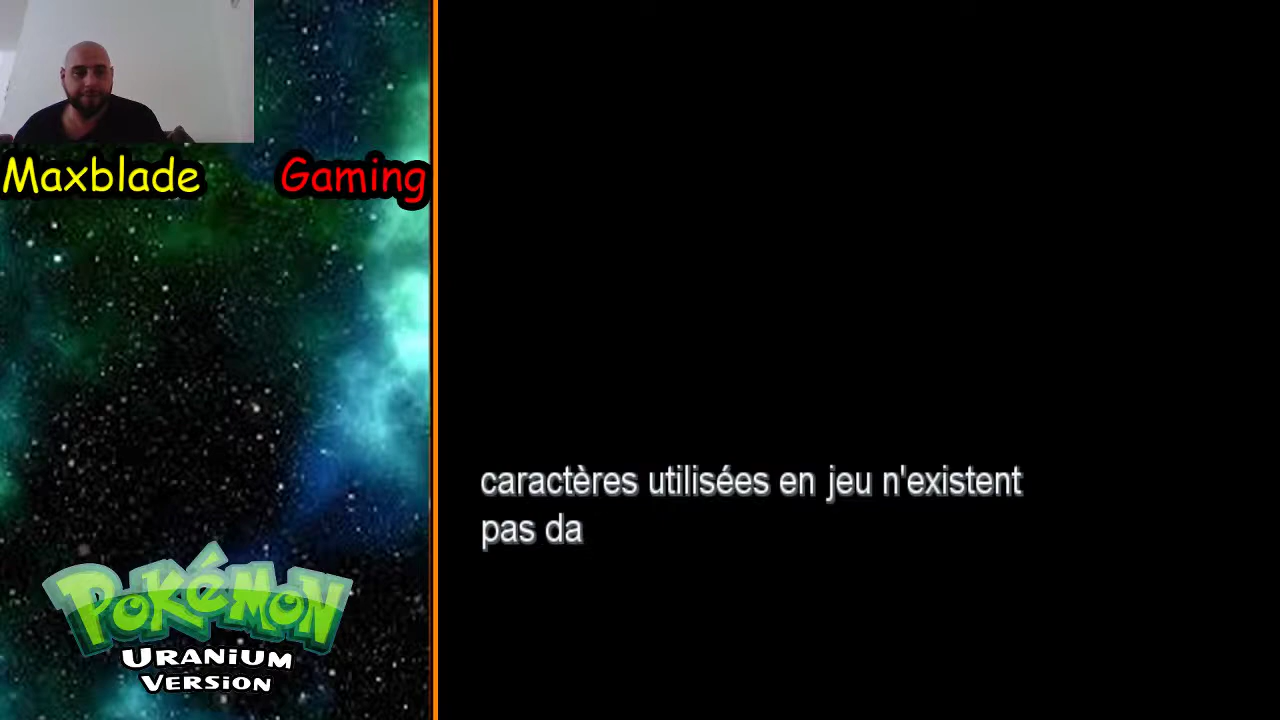 Maxblade Gaming
caractères utilisées en jeu n'existent
pas da
POKéMON
URANiUM
VERSiON